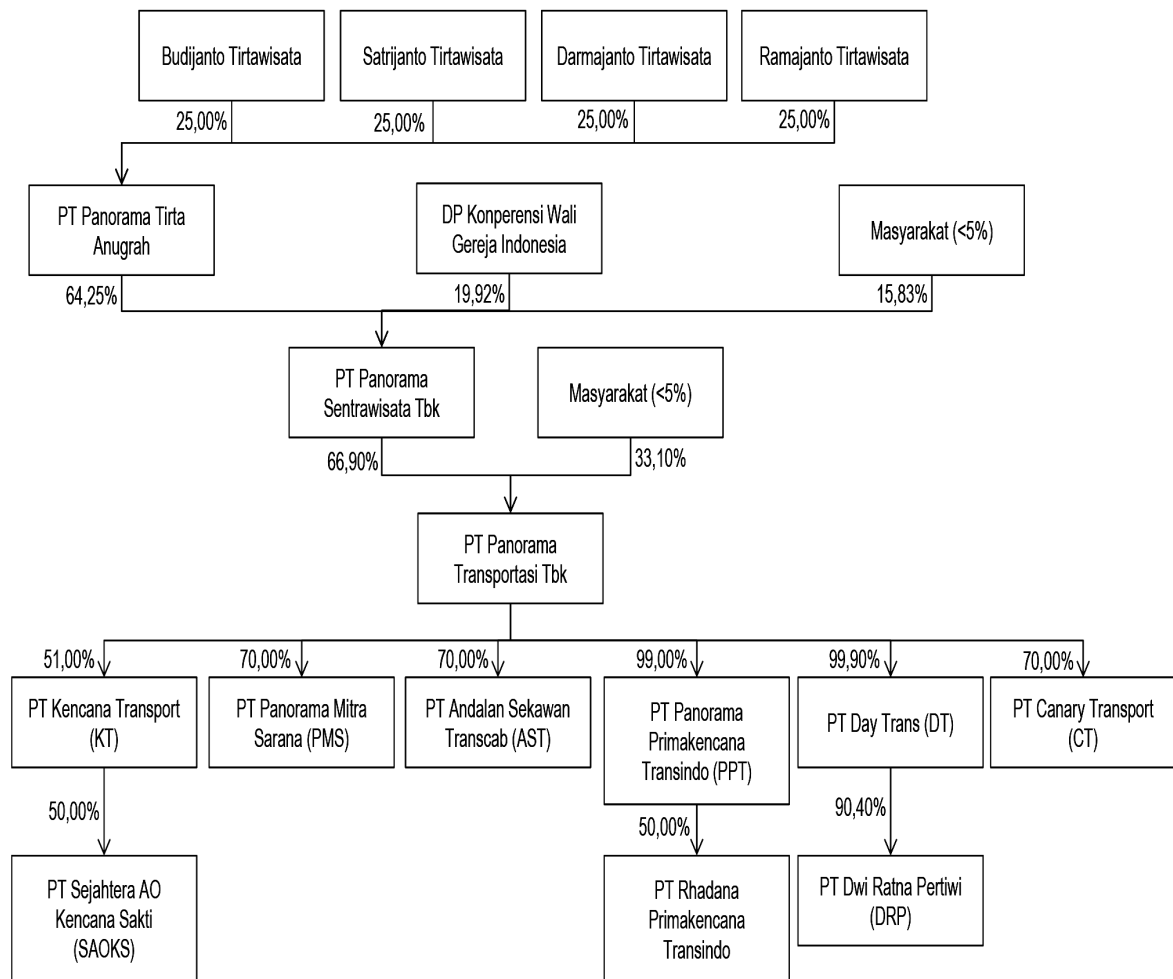 Budijanto Tirtawisata
Satrijanto Tirtawisata
Darmajanto Tirtawisata
Ramajanto Tirtawisata
25,00%
25,00%
25,00%
25,00%
PT Panorama Tirta
Anugrah
DP Konperensi Wali
Gereja Indonesia
Masyarakat (<5%)
64,25%
19,92%
15,83%
PT Panorama
Sentrawisata Tbk
Masyarakat (<5%)
66,90%
33,10%
PT Panorama
Transportasi Tbk
51,00%
70,00%
70,00%
99,00%
99,90%
70,00%
PT Kencana Transport
(KT)
PT Panorama Mitra
Sarana (PMS)
PT Andalan Sekawan
Transcab (AST)
PT Panorama
Primakencana
Transindo (PPT)
PT Day Trans (DT)
PT Canary Transport
(CT)
50,00%
50,00%
90,40%
PT Sejahtera AO
Kencana Sakti
(SAOKS)
PT Rhadana
Primakencana
Transindo
PT Dwi Ratna Pertiwi
(DRP)